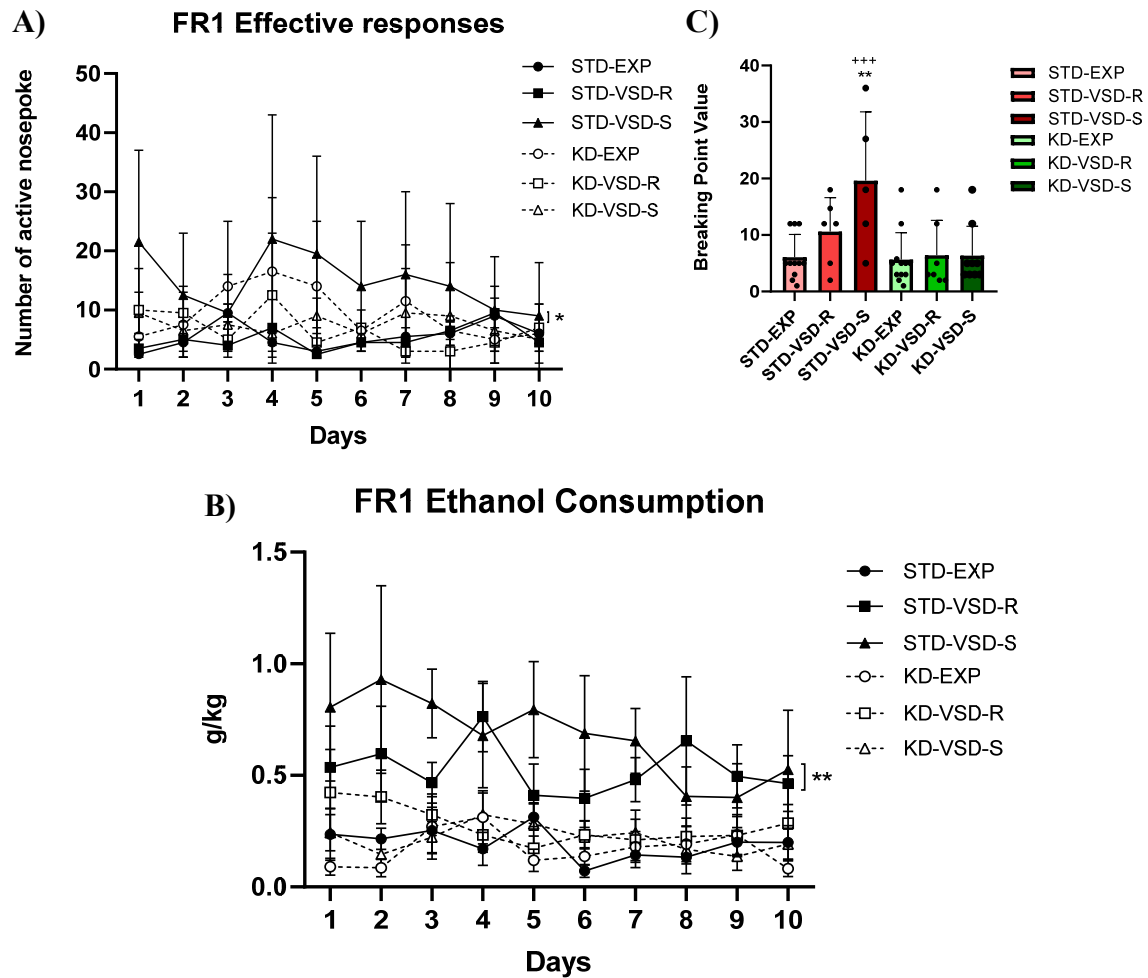 A)
FR1 Effective responses
Number of active nosepoke
50
40
30
20
10
0
1 2 3 4 5 6 7 8 9 10
Days
STD-EXP
STD-VSD-R
STD-VSD-S
KD-EXP
KD-VSD-R
KD-VSD-S
*
C)
Breaking Point Value
40
30
20
10
0
+++
**
STD-EXP
STD-VSD-R
STD-VSD-S
KD-EXP
KD-VSD-R
KD-VSD-S
STD-EXP
STD-VSD-R
STD-VSD-S
KD-EXP
KD-VSD-R
KD-VSD-S
B)
FR1 Ethanol Consumption
g/kg
1.5
1.0
0.5
0.0
1 2 3 4 5 6 7 8 9 10
Days
STD-EXP
STD-VSD-R
STD-VSD-S
KD-EXP
KD-VSD-R
KD-VSD-S
**